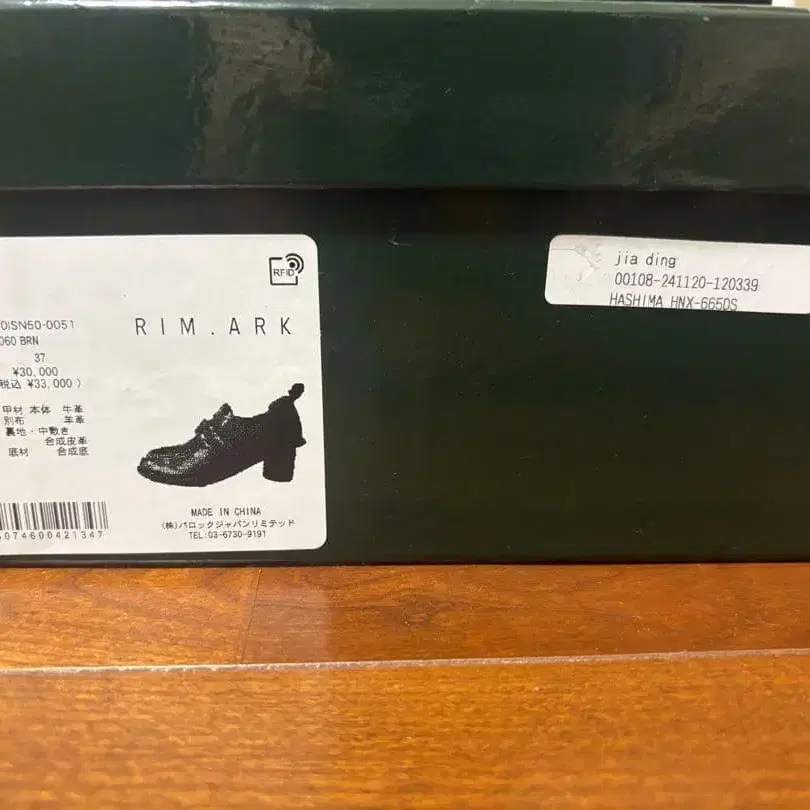 RFID
0ISN50-0051
RIM.ARK
060 BRN
37
¥30,000
税込 ¥33,000 )
甲材 本体 牛革
別布 羊革
裏地・中敷き
合成皮革
底材 合成底
074600421347
MADE IN CHINA
(株)バロックジャパンリミテッド
TEL:03-6730-9191
jia ding
00108-241120-120339
HASHIMA HNX-665DS